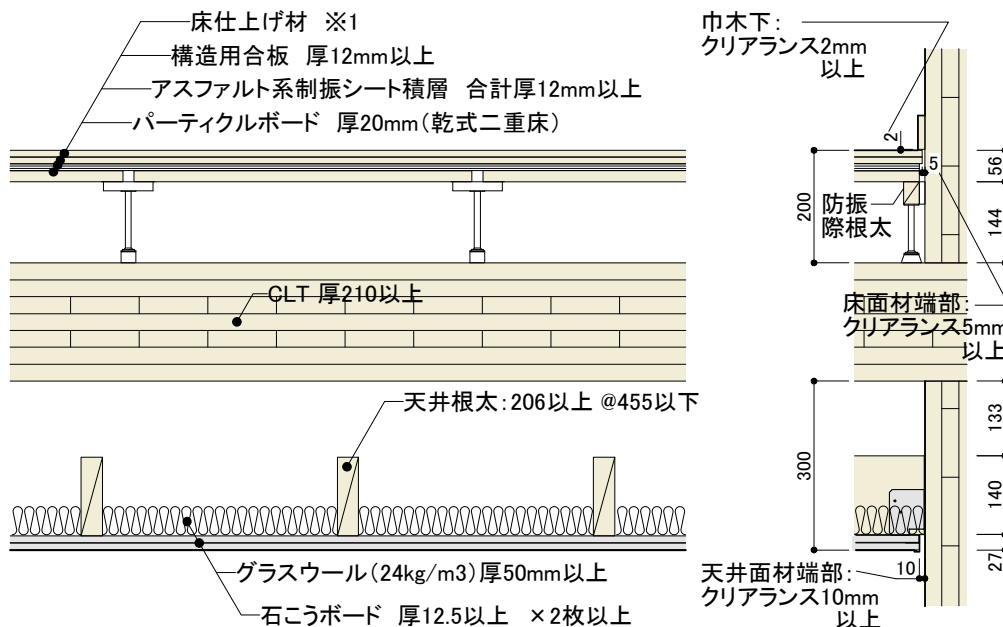 床仕上げ材 ※1
構造用合板 厚12mm以上
アスファルト系制振シート積層 合計厚12mm以上
パーティクルボード 厚20mm(乾式二重床)
CLT 厚210以上
天井根太:206以上 @455以下
グラスウール(24kg/m3)厚50mm以上
石こうボード 厚12.5以上 ×2枚以上
巾木下:
クリアランス2mm
以上
2
5
56
200
144
防振
際根太
床面材端部:
クリアランス5mm
以上
133
300
140
27
10
天井面材端部:
クリアランス10mm
以上